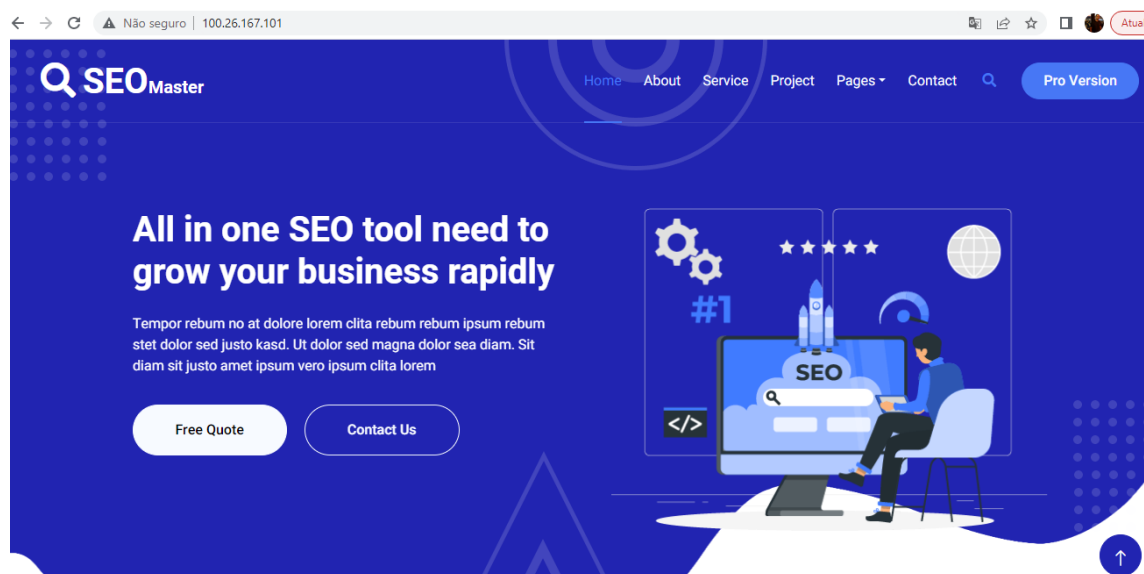 Não seguro
100.26.167.101
Atua
SEOMaster
Home About Service Project Pages Contact
Pro Version
All in one SEO tool need to
grow your business rapidly
Tempor rebum no at dolore lorem clita rebum rebum ipsum rebum
stet dolor sed justo kasd. Ut dolor sed magna dolor sea diam. Sit
diam sit justo amet ipsum vero ipsum clita lorem
Free Quote
Contact Us
#1
SEO
</>